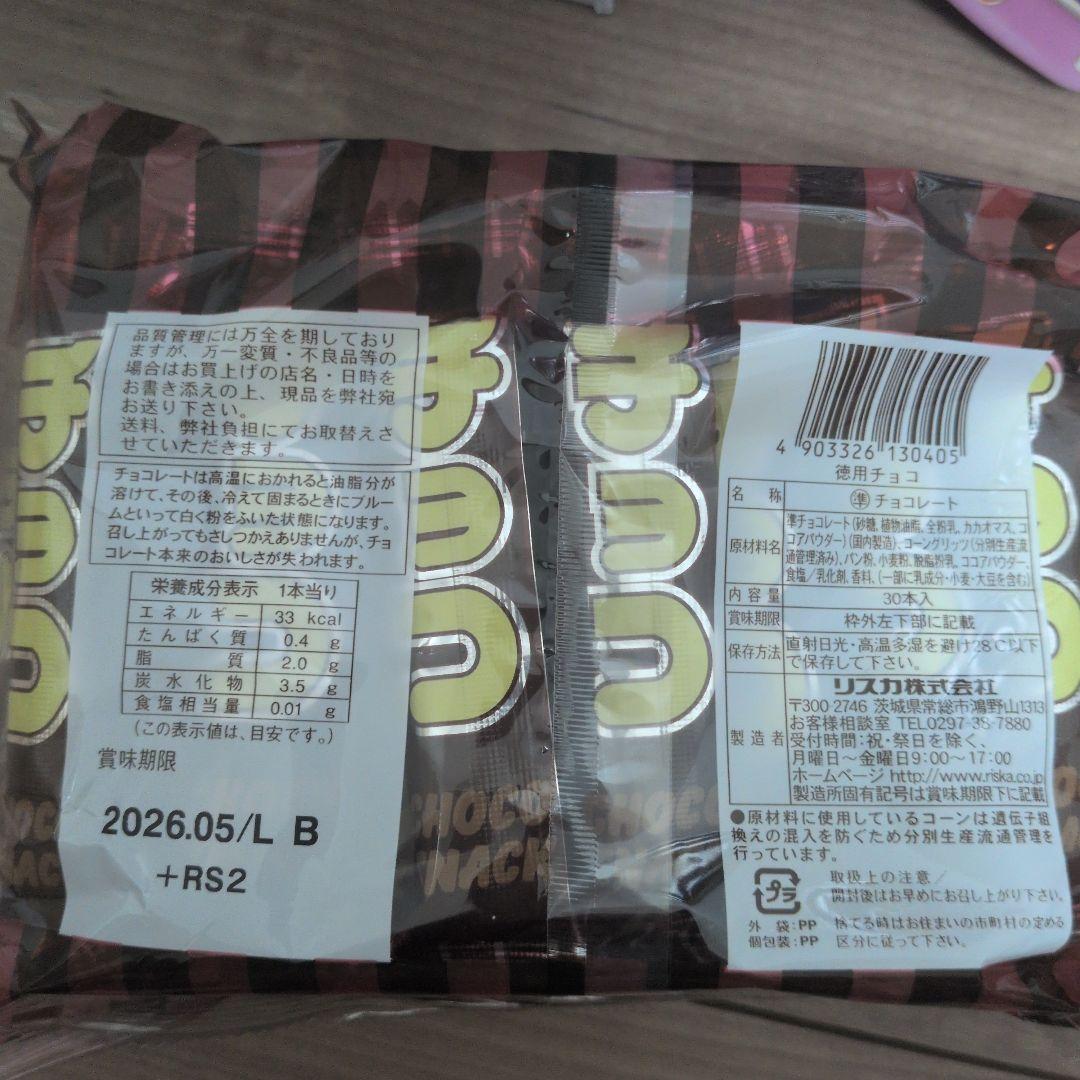 品質管理には万全を期しており
ますが、万一変質・不良品等の
場合はお買上げの店名・日時を
お書き添えの上、現品を弊社宛
お送り下さい。
送料、弊社負担にてお取替えさ
せていただきます。
チョコレートは高温におかれると油脂分が
溶けて、その後、冷えて固まるときにブルー
ムといって白く粉をふいた状態になります。
召し上がってもさしつかえありませんが、チョ
コレート本来のおいしさが失われます。
栄養成分表示 1本当り
エネルギー 33 kcal
たんぱく質 0.4 g
脂質 2.0 g
炭水化物 3.5 g
食塩相当量 0.01 g
(この表示値は、目安です。)
賞味期限
2026.05/L B
+RS2
チョコ
チョコ
CHOCO
SNACK
4 903326 130405
徳用チョコ
名称 準チョコレート
原材料名 準チョコレート(砂糖、植物油脂、全粉乳、カカオマス、コ
コアパウダー)(国内製造)、コーングリッツ(分別生産流
通管理済み)、パン粉、小麦粉、脱脂粉乳、ココアパウダー、
食塩/乳化剤、香料、(一部に乳成分・小麦・大豆を含む)
内容量 30本入
賞味期限 枠外左下部に記載
保存方法 直射日光・高温多湿を避け28℃以下
で保存して下さい。
製造者 リスカ株式会社
〒300-2746 茨城県常総市鴻野山1313
お客様相談室 TEL0297-38-7880
受付時間:祝・祭日を除く、
月曜日〜金曜日9:00〜17:00
ホームページ http://www.riska.co.jp
製造所固有記号は賞味期限下に記載
●原材料に使用しているコーンは遺伝子組
換えの混入を防ぐため分別生産流通管理を
行っています。
プラ
外袋:PP
個包装:PP
取扱上の注意/
開封後はお早めにお召し上がり下さい。
捨てる時はお住まいの市町村の定める
区分に従って下さい。